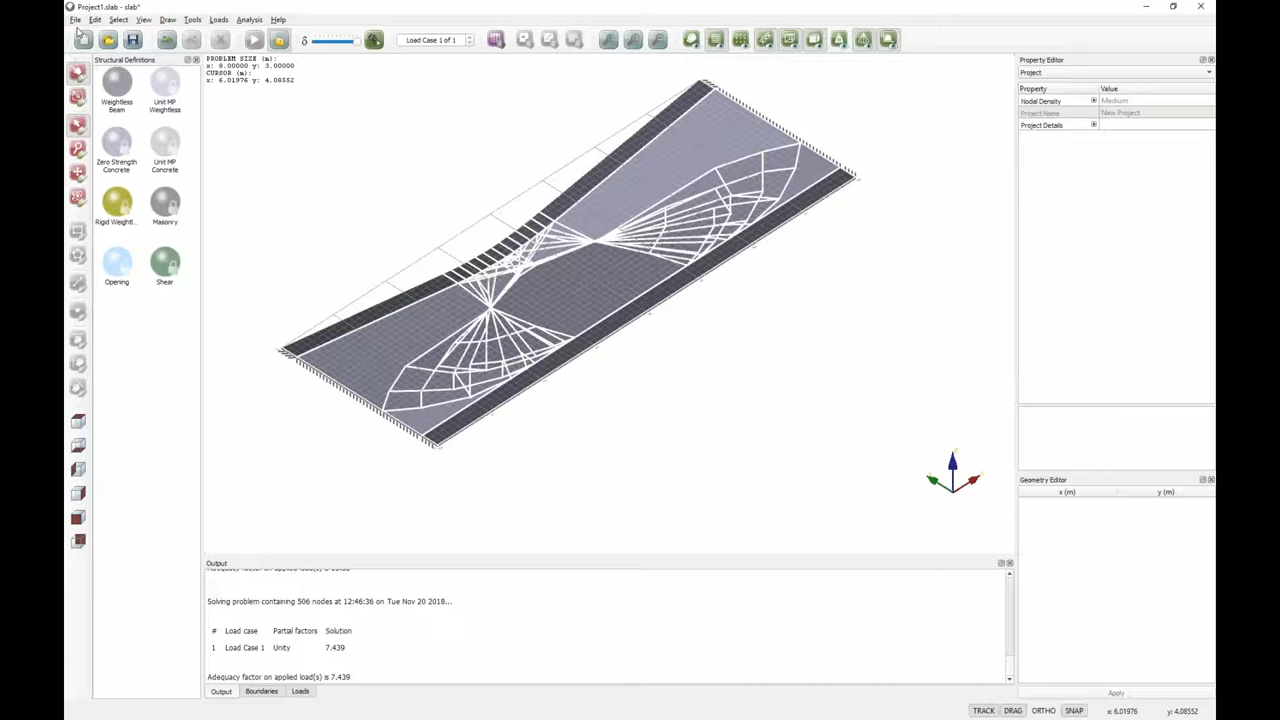 Project1.slab - slab*
File Edit Select View Draw Tools Loads Analysis Help
δ
Load Case 1 of 1
Structural Definitions
Weightless Beam
Unit MP Weightless
Zero Strength Concrete
Unit MP Concrete
Rigid Weightl...
Masonry
Opening
Shear
PROBLEM SIZE (m):
x: 8.00000 y: 3.00000
CURSOR (m):
x: 6.01976 y: 4.08552
Property Editor
Project
Property Value
Nodal Density Medium
Project Name New Project
Project Details
Geometry Editor
x (m) y (m)
Output
Solving problem containing 506 nodes at 12:46:36 on Tue Nov 20 2018...
# Load case Partial factors Solution
1 Load Case 1 Unity 7.439
Adequacy factor on applied load(s) is 7.439
Output Boundaries Loads
Apply
TRACK DRAG ORTHO SNAP x: 6.01976 y: 4.08552